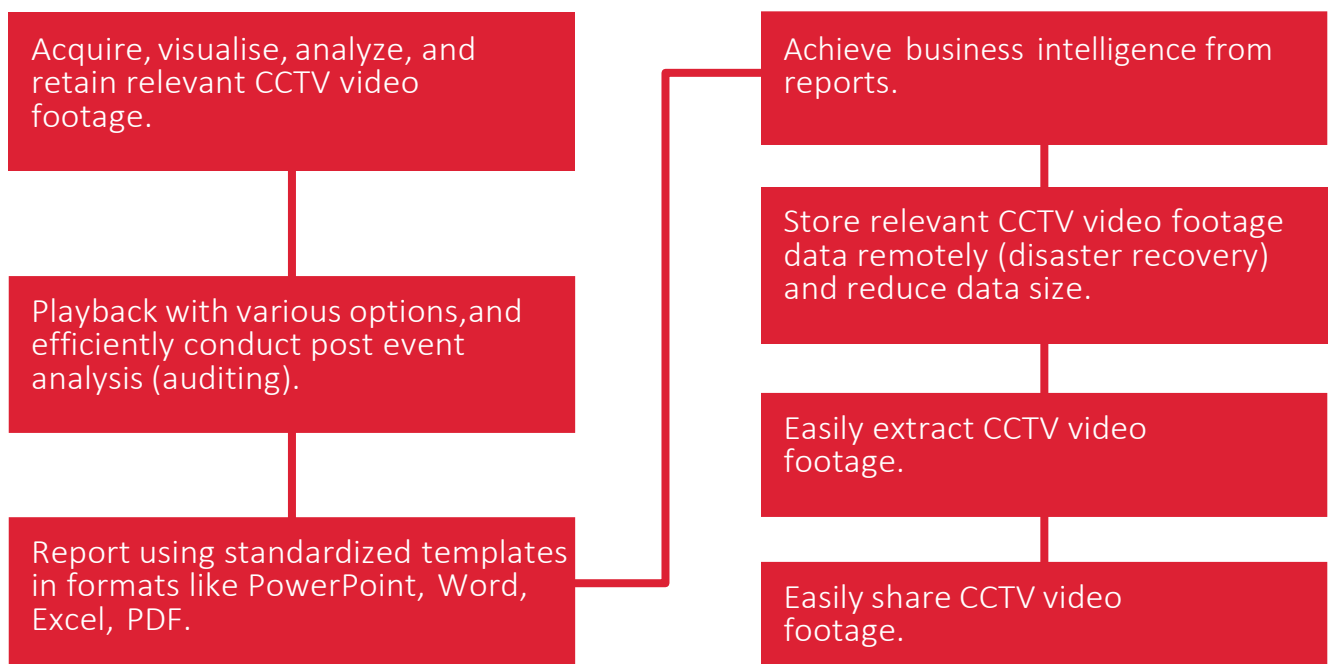 Acquire, visualise, analyze, and
retain relevant CCTV video
footage.
Playback with various options,and
efficiently conduct post event
analysis (auditing).
Report using standardized templates
in formats like PowerPoint, Word,
Excel, PDF.
Achieve business intelligence from
reports.
Store relevant CCTV video footage
data remotely (disaster recovery)
and reduce data size.
Easily extract CCTV video
footage.
Easily share CCTV video
footage.